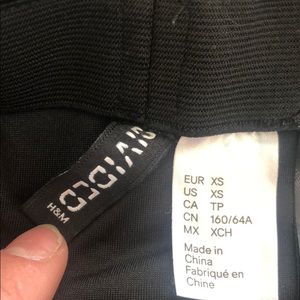 DIVIDED
H&M
EUR XS
US XS
CA TP
CN 160/64A
MX XCH
Made in
China
Fabriqué en
Chine